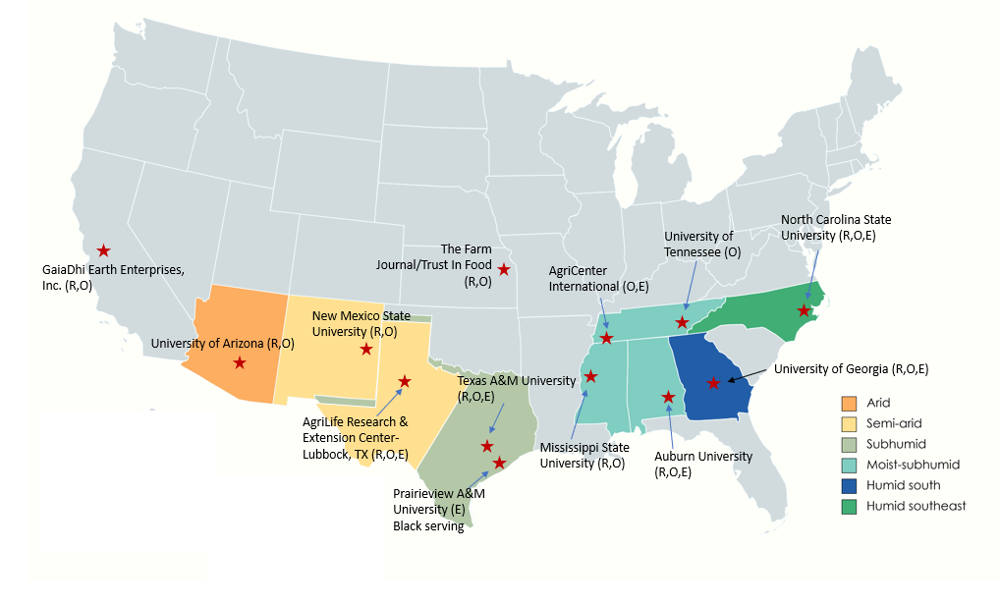 North Carolina State
University (R,O,E)
University of
Tennessee (O)
The Farm
Journal/Trust In Food
(R,O)
AgriCenter
International (O,E)
GaiaDhi Earth Enterprises,
Inc. (R,O)
New Mexico State
University (R,O)
University of Arizona (R,O)
Texas A&M University
(R,O,E)
University of Georgia (R,O,E)
AgriLife Research &
Extension Center-
Lubbock, TX (R,O,E)
Mississippi State
University (R,O)
Auburn University
(R,O,E)
Prairieview A&M
University (E)
Black serving
Arid
Semi-arid
Subhumid
Moist-subhumid
Humid south
Humid southeast